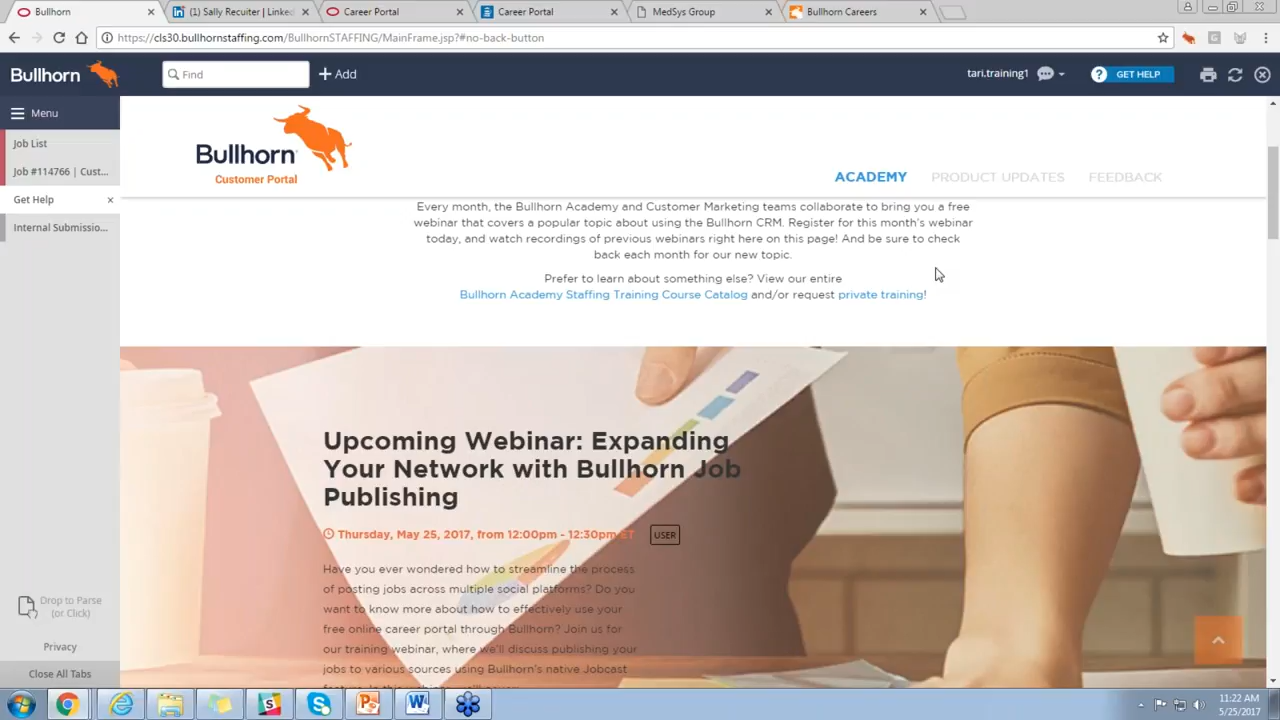 Bullhorn
(1) Sally Recuiter | Linke
Career Portal
Career Portal
MedSys Group
Bullhorn Careers
https://cls30.bullhornstaffing.com/BullhornSTAFFING/MainFrame.jsp?#no-back-button
Bullhorn
Find
Add
tari.training1
GET HELP
Menu
Job List
Job #114766 | Cust...
Get Help
Internal Submissio...
Bullhorn
Customer Portal
ACADEMY
PRODUCT UPDATES
FEEDBACK
Every month, the Bullhorn Academy and Customer Marketing teams collaborate to bring you a free
webinar that covers a popular topic about using the Bullhorn CRM. Register for this month's webinar
today, and watch recordings of previous webinars right here on this page! And be sure to check
back each month for our new topic.
Prefer to learn about something else? View our entire
Bullhorn Academy Staffing Training Course Catalog and/or request private training!
Upcoming Webinar: Expanding
Your Network with Bullhorn Job
Publishing
Thursday, May 25, 2017, from 12:00pm - 12:30pm ET
USER
Have you ever wondered how to streamline the process
of posting jobs across multiple social platforms? Do you
want to know more about how to effectively use your
free online career portal through Bullhorn? Join us for
our training webinar, where we'll discuss publishing your
jobs to various sources using Bullhorn's native Jobcast
Drop to Parse
(or Click)
Privacy
Close All Tabs
11:22 AM
5/25/2017